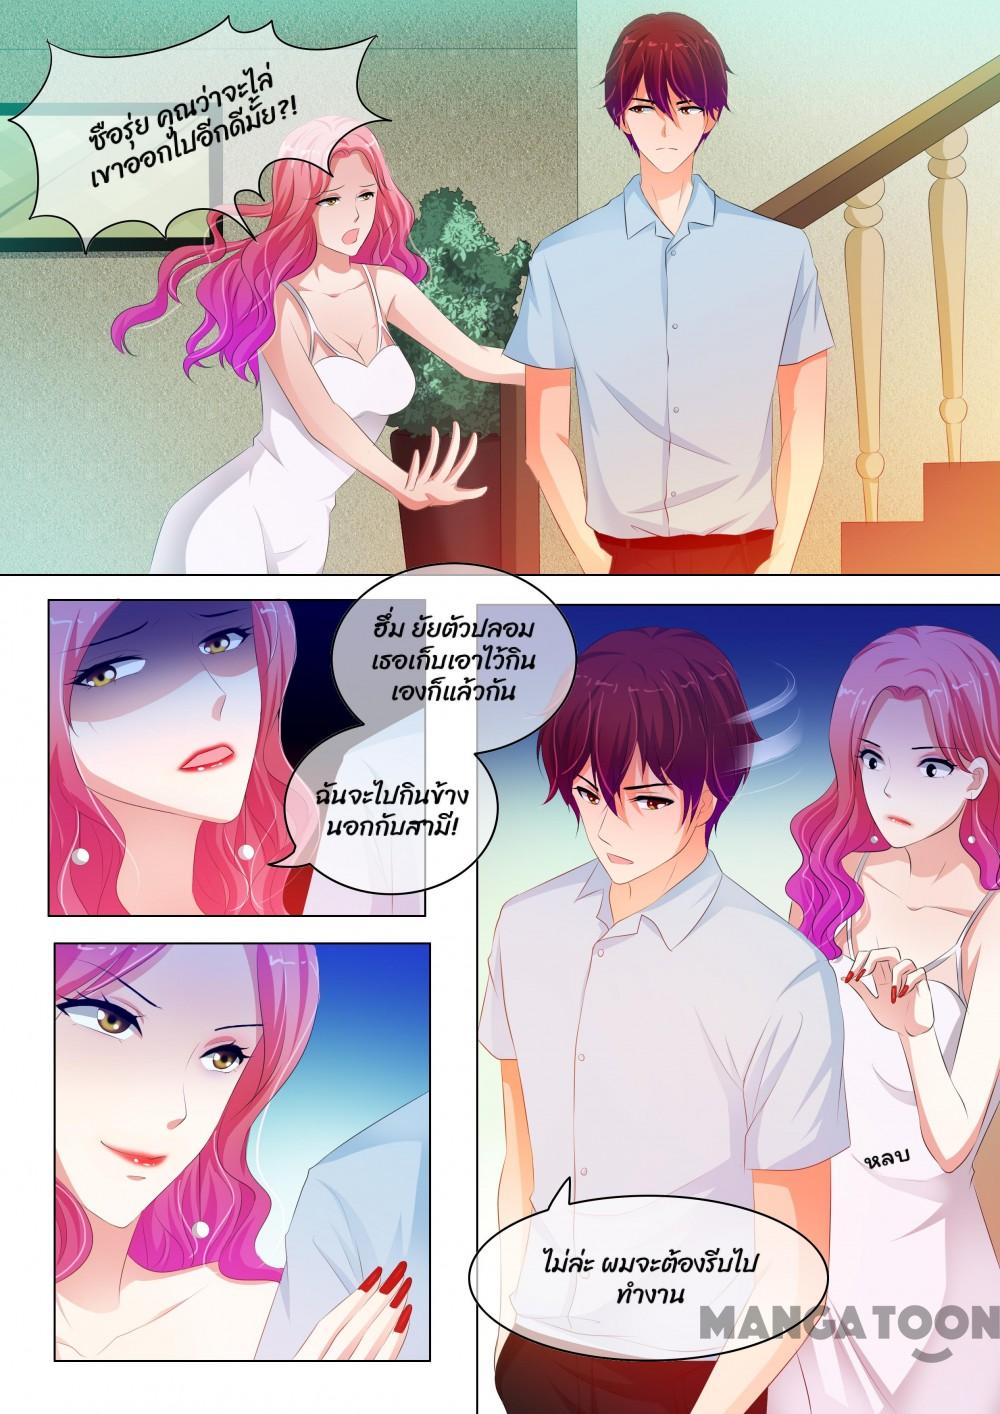 ซือรุ่ย คุณว่าจะไล่
เขาออกไปอีกดีมั้ย?!
ฮึ่ม ยัยตัวปลอม
เธอเก็บเอาไว้กิน
เองก็แล้วกัน
ฉันจะไปกินข้าง
นอกกับสามี!
หลบ
ไม่ล่ะ ผมจะต้องรีบไป
ทำงาน
MANGATOON